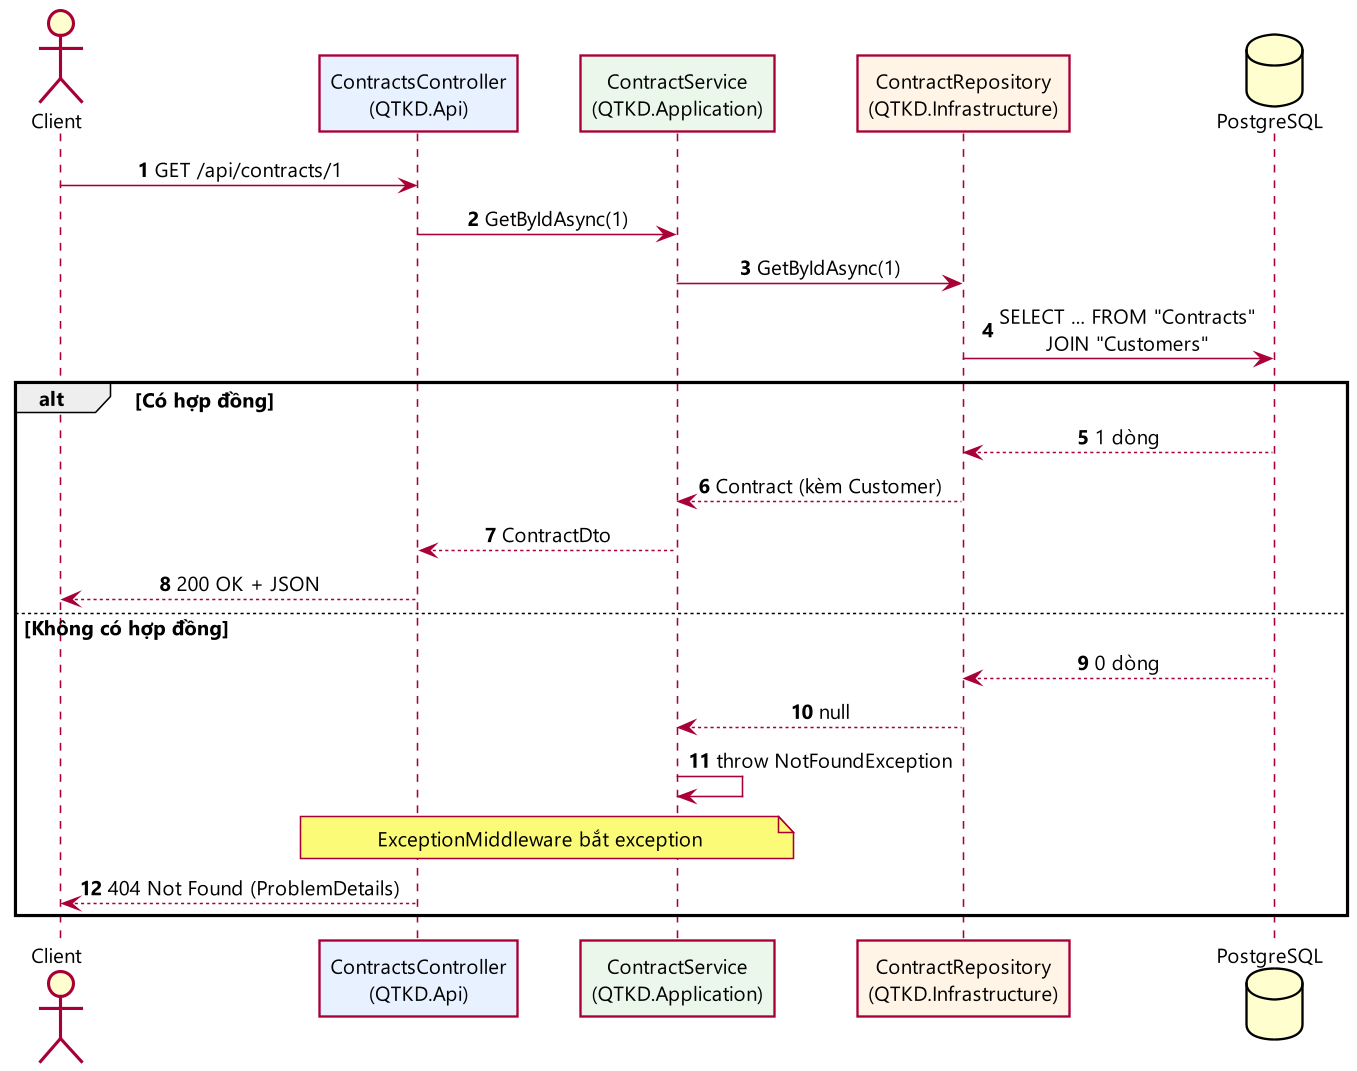 Client
ContractsController
(QTKD.Api)
ContractService
(QTKD.Application)
ContractRepository
(QTKD.Infrastructure)
PostgreSQL
1 GET /api/contracts/1
2 GetByIdAsync(1)
3 GetByIdAsync(1)
4 SELECT ... FROM "Contracts"
JOIN "Customers"
alt [Có hợp đồng]
5 1 dòng
6 Contract (kèm Customer)
7 ContractDto
8 200 OK + JSON
[Không có hợp đồng]
9 0 dòng
10 null
11 throw NotFoundException
ExceptionMiddleware bắt exception
12 404 Not Found (ProblemDetails)
Client
ContractsController
(QTKD.Api)
ContractService
(QTKD.Application)
ContractRepository
(QTKD.Infrastructure)
PostgreSQL